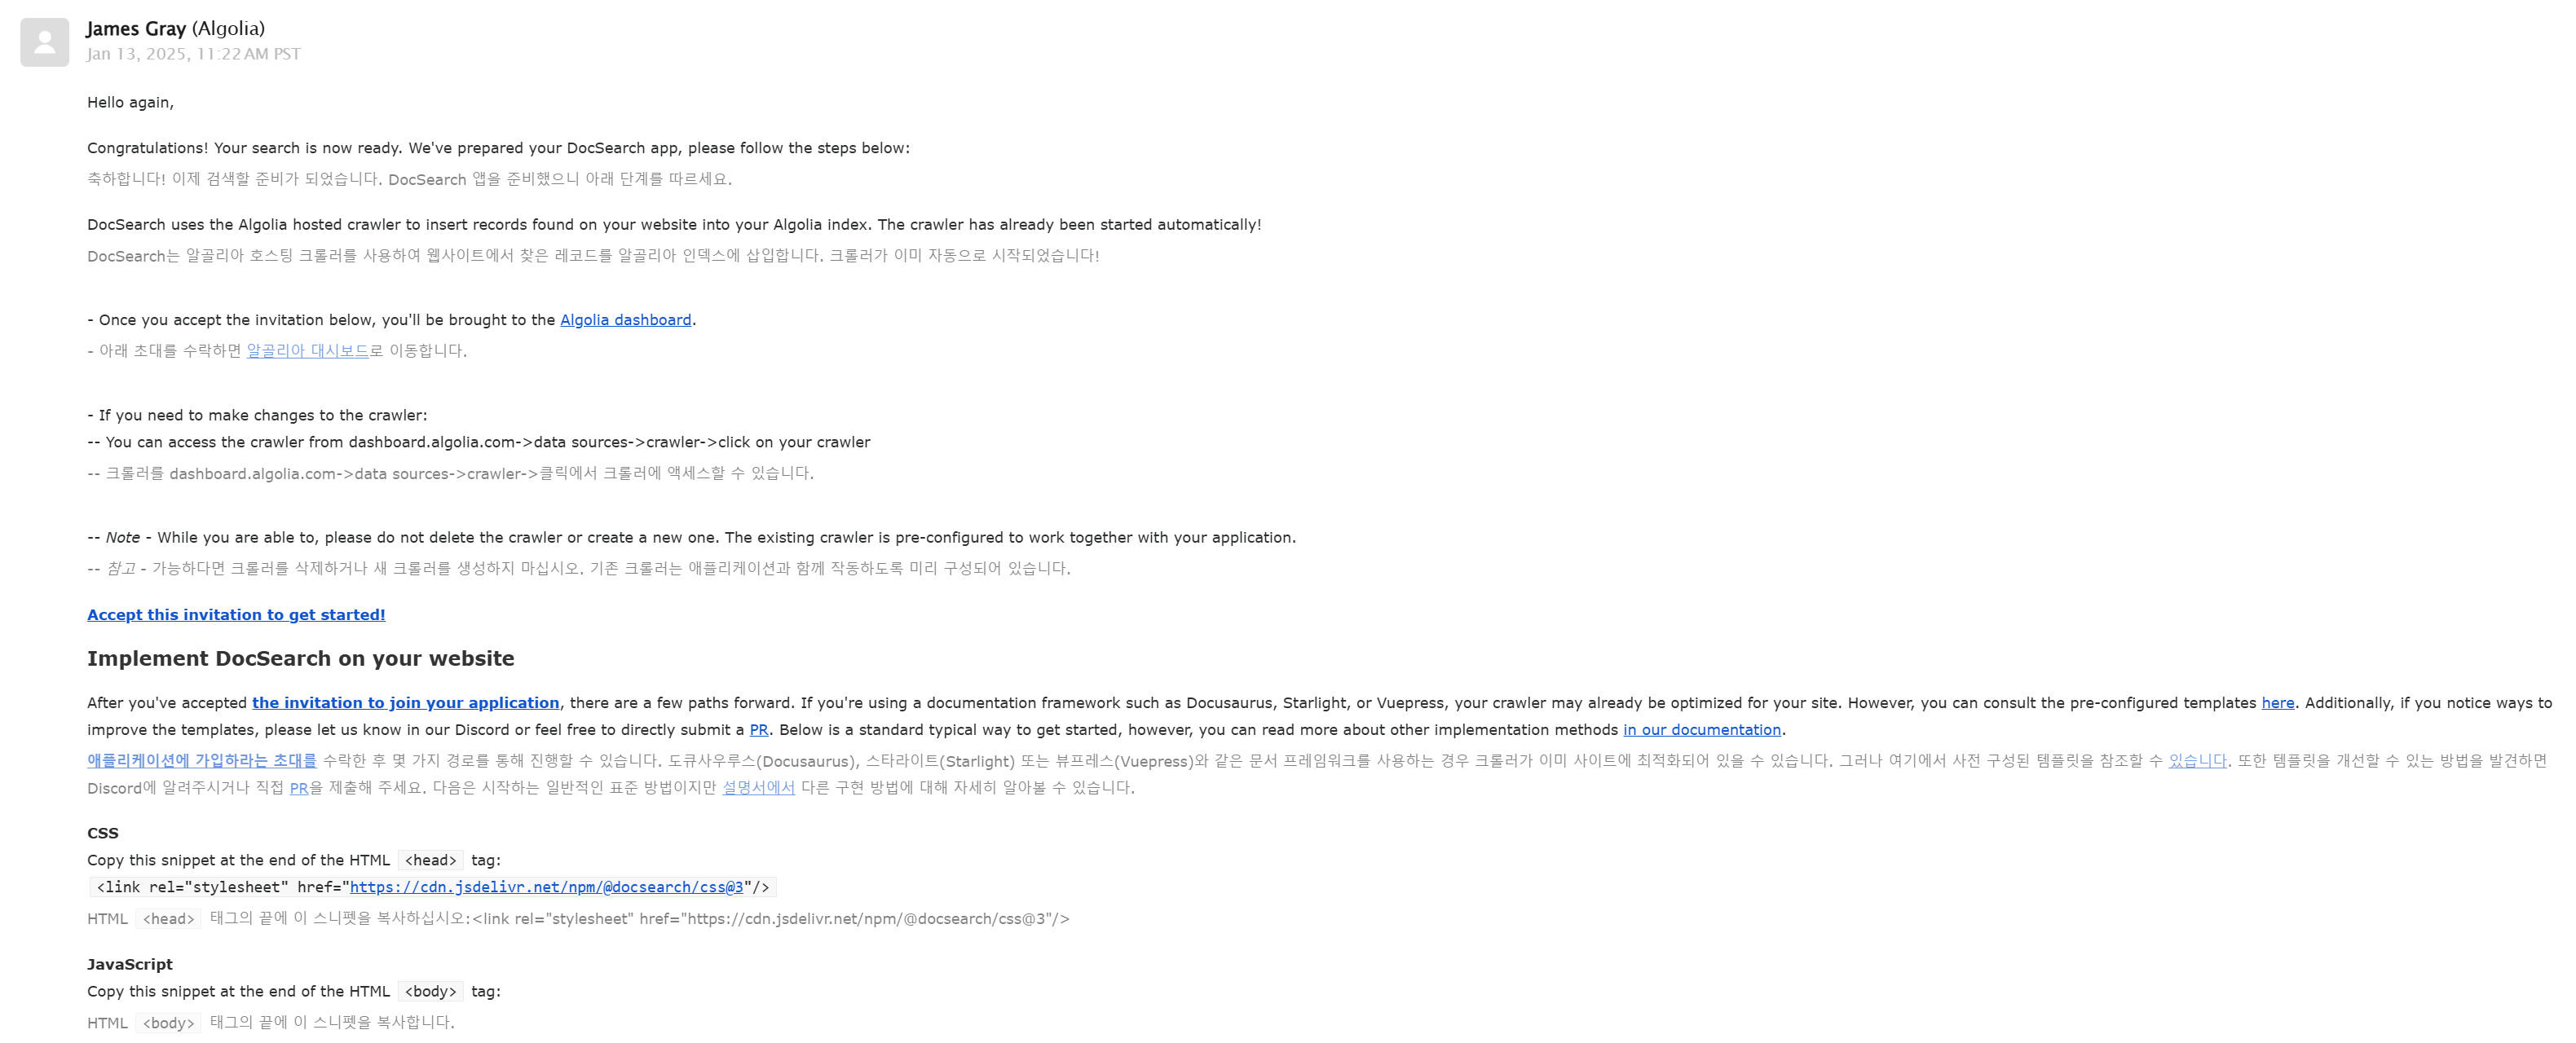 James Gray (Algolia)
Jan 13, 2025, 11:22 AM PST
Hello again,
Congratulations! Your search is now ready. We've prepared your DocSearch app, please follow the steps below:
축하합니다! 이제 검색할 준비가 되었습니다. DocSearch 앱을 준비했으니 아래 단계를 따르세요.
DocSearch uses the Algolia hosted crawler to insert records found on your website into your Algolia index. The crawler has already been started automatically!
DocSearch는 알골리아 호스팅 크롤러를 사용하여 웹사이트에서 찾은 레코드를 알골리아 인덱스에 삽입합니다. 크롤러가 이미 자동으로 시작되었습니다!
- Once you accept the invitation below, you'll be brought to the Algolia dashboard.
- 아래 초대를 수락하면 알골리아 대시보드로 이동합니다.
- If you need to make changes to the crawler:
-- You can access the crawler from dashboard.algolia.com->data sources->crawler->click on your crawler
-- 크롤러를 dashboard.algolia.com->data sources->crawler->클릭에서 크롤러에 액세스할 수 있습니다.
-- Note - While you are able to, please do not delete the crawler or create a new one. The existing crawler is pre-configured to work together with your application.
-- 참고 - 가능하다면 크롤러를 삭제하거나 새 크롤러를 생성하지 마십시오. 기존 크롤러는 애플리케이션과 함께 작동하도록 미리 구성되어 있습니다.
Accept this invitation to get started!
Implement DocSearch on your website
After you've accepted the invitation to join your application, there are a few paths forward. If you're using a documentation framework such as Docusaurus, Starlight, or Vuepress, your crawler may already be optimized for your site. However, you can consult the pre-configured templates here. Additionally, if you notice ways to
improve the templates, please let us know in our Discord or feel free to directly submit a PR. Below is a standard typical way to get started, however, you can read more about other implementation methods in our documentation.
애플리케이션에 가입하라는 초대를 수락한 후 몇 가지 경로를 통해 진행할 수 있습니다. 도큐사우루스(Docusaurus), 스타라이트(Starlight) 또는 뷰프레스(Vuepress)와 같은 문서 프레임워크를 사용하는 경우 크롤러가 이미 사이트에 최적화되어 있을 수 있습니다. 그러나 여기에서 사전 구성된 템플릿을 참조할 수 있습니다. 또한 템플릿을 개선할 수 있는 방법을 발견하면
Discord에 알려주시거나 직접 PR을 제출해 주세요. 다음은 시작하는 일반적인 표준 방법이지만 설명서에서 다른 구현 방법에 대해 자세히 알아볼 수 있습니다.
CSS
Copy this snippet at the end of the HTML <head> tag:
<link rel="stylesheet" href="https://cdn.jsdelivr.net/npm/@docsearch/css@3"/>
HTML <head> 태그의 끝에 이 스니펫을 복사하십시오:<link rel="stylesheet" href="https://cdn.jsdelivr.net/npm/@docsearch/css@3"/>
JavaScript
Copy this snippet at the end of the HTML <body> tag:
HTML <body> 태그의 끝에 이 스니펫을 복사합니다.